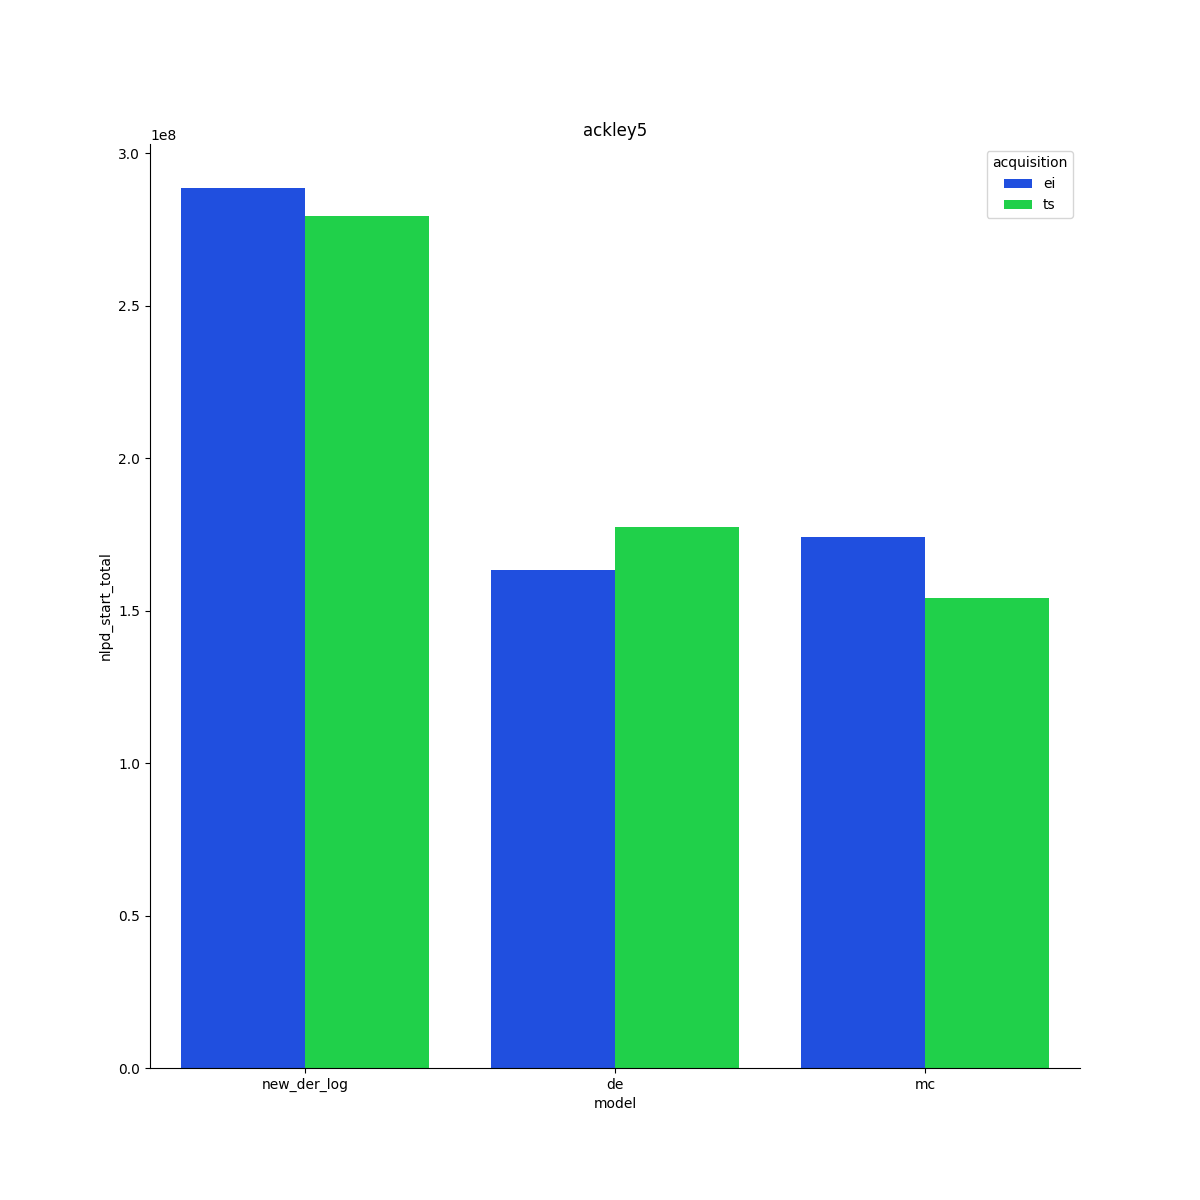 ackley5
1e8
3.0
2.5
2.0
1.5
1.0
0.5
0.0
nlpd_start_total
acquisition
ei
ts
new_der_log
de
mc
model